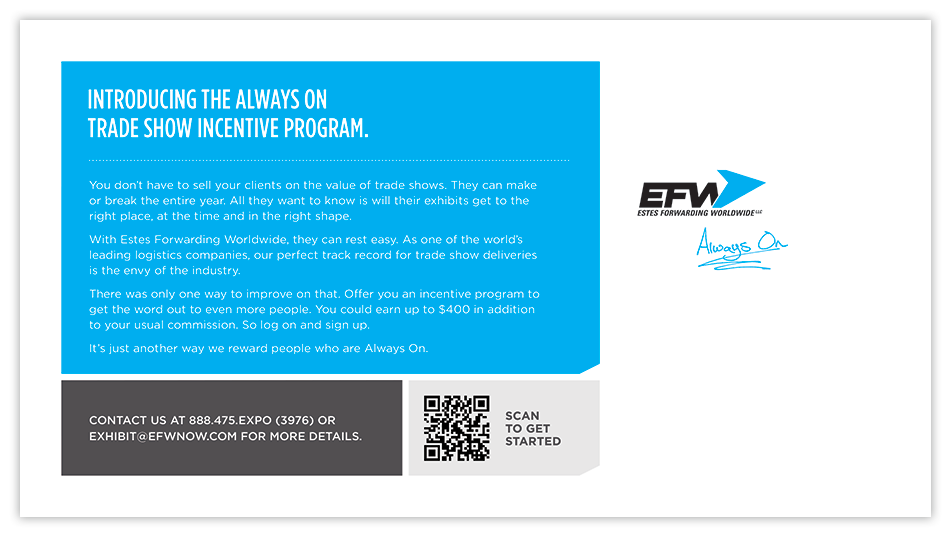 INTRODUCING THE ALWAYS ON
TRADE SHOW INCENTIVE PROGRAM.
You don't have to sell your clients on the value of trade shows. They can make
or break the entire year. All they want to know is will their exhibits get to the
right place, at the time and in the right shape.
With Estes Forwarding Worldwide, they can rest easy. As one of the world's
leading logistics companies, our perfect track record for trade show deliveries
is the envy of the industry.
There was only one way to improve on that. Offer you an incentive program to
get the word out to even more people. You could earn up to $400 in addition
to your usual commission. So log on and sign up.
It's just another way we reward people who are Always On.
CONTACT US AT 888.475.EXPO (3976) OR
EXHIBIT@EFWNOW.COM FOR MORE DETAILS.
SCAN
TO GET
STARTED
EFW
ESTES FORWARDING WORLDWIDE LLC
Always On